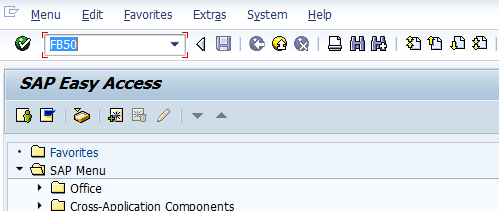 Menu Edit Favorites Extras System Help
FB50
SAP Easy Access
Favorites
SAP Menu
Office
Cross-Application Components